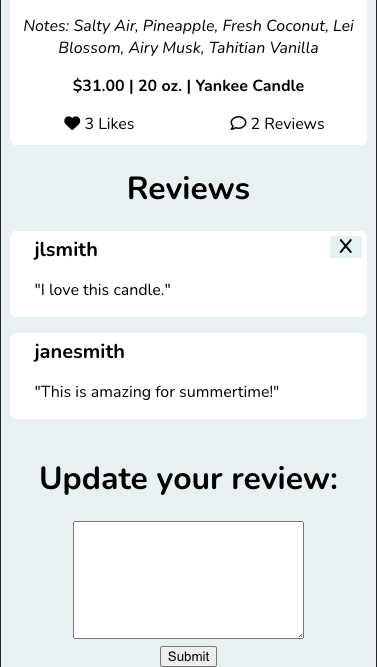 Notes: Salty Air, Pineapple, Fresh Coconut, Lei
Blossom, Airy Musk, Tahitian Vanilla
$31.00 | 20 oz. | Yankee Candle
3 Likes
2 Reviews
Reviews
jlsmith
X
"I love this candle."
janesmith
"This is amazing for summertime!"
Update your review:
Submit